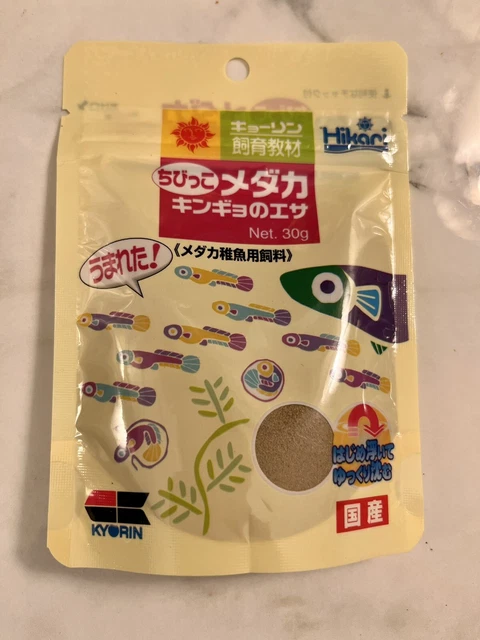 キョーリン
飼育教材
Hikari
ちびっこメダカ
キンギョのエサ
Net. 30g
《メダカ稚魚用飼料》
うまれた!
はじめ浮いて
ゆっくり沈む
国産
KYORIN